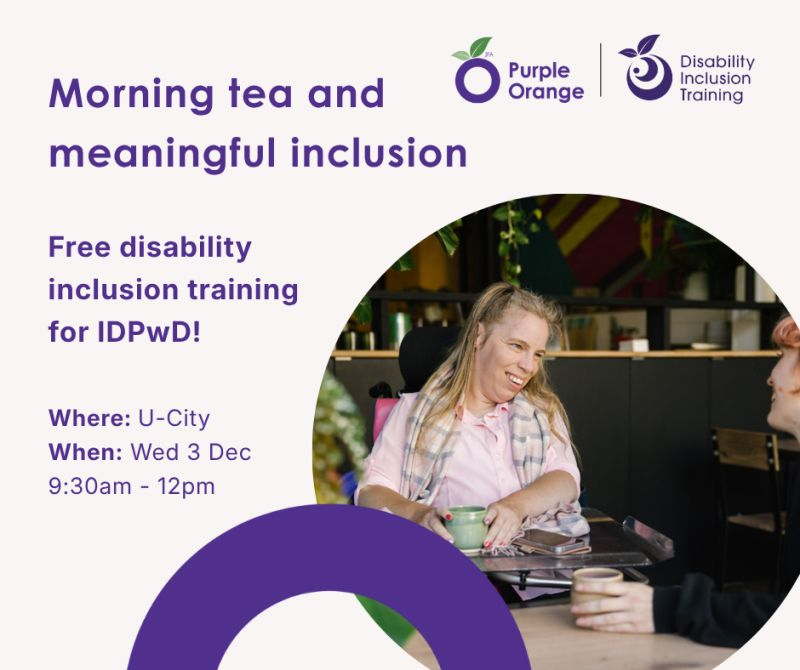 Morning tea and
meaningful inclusion
JFA
Purple
Orange
Disability
Inclusion
Training
Free disability
inclusion training
for IDPwD!
Where: U-City
When: Wed 3 Dec
9:30am - 12pm